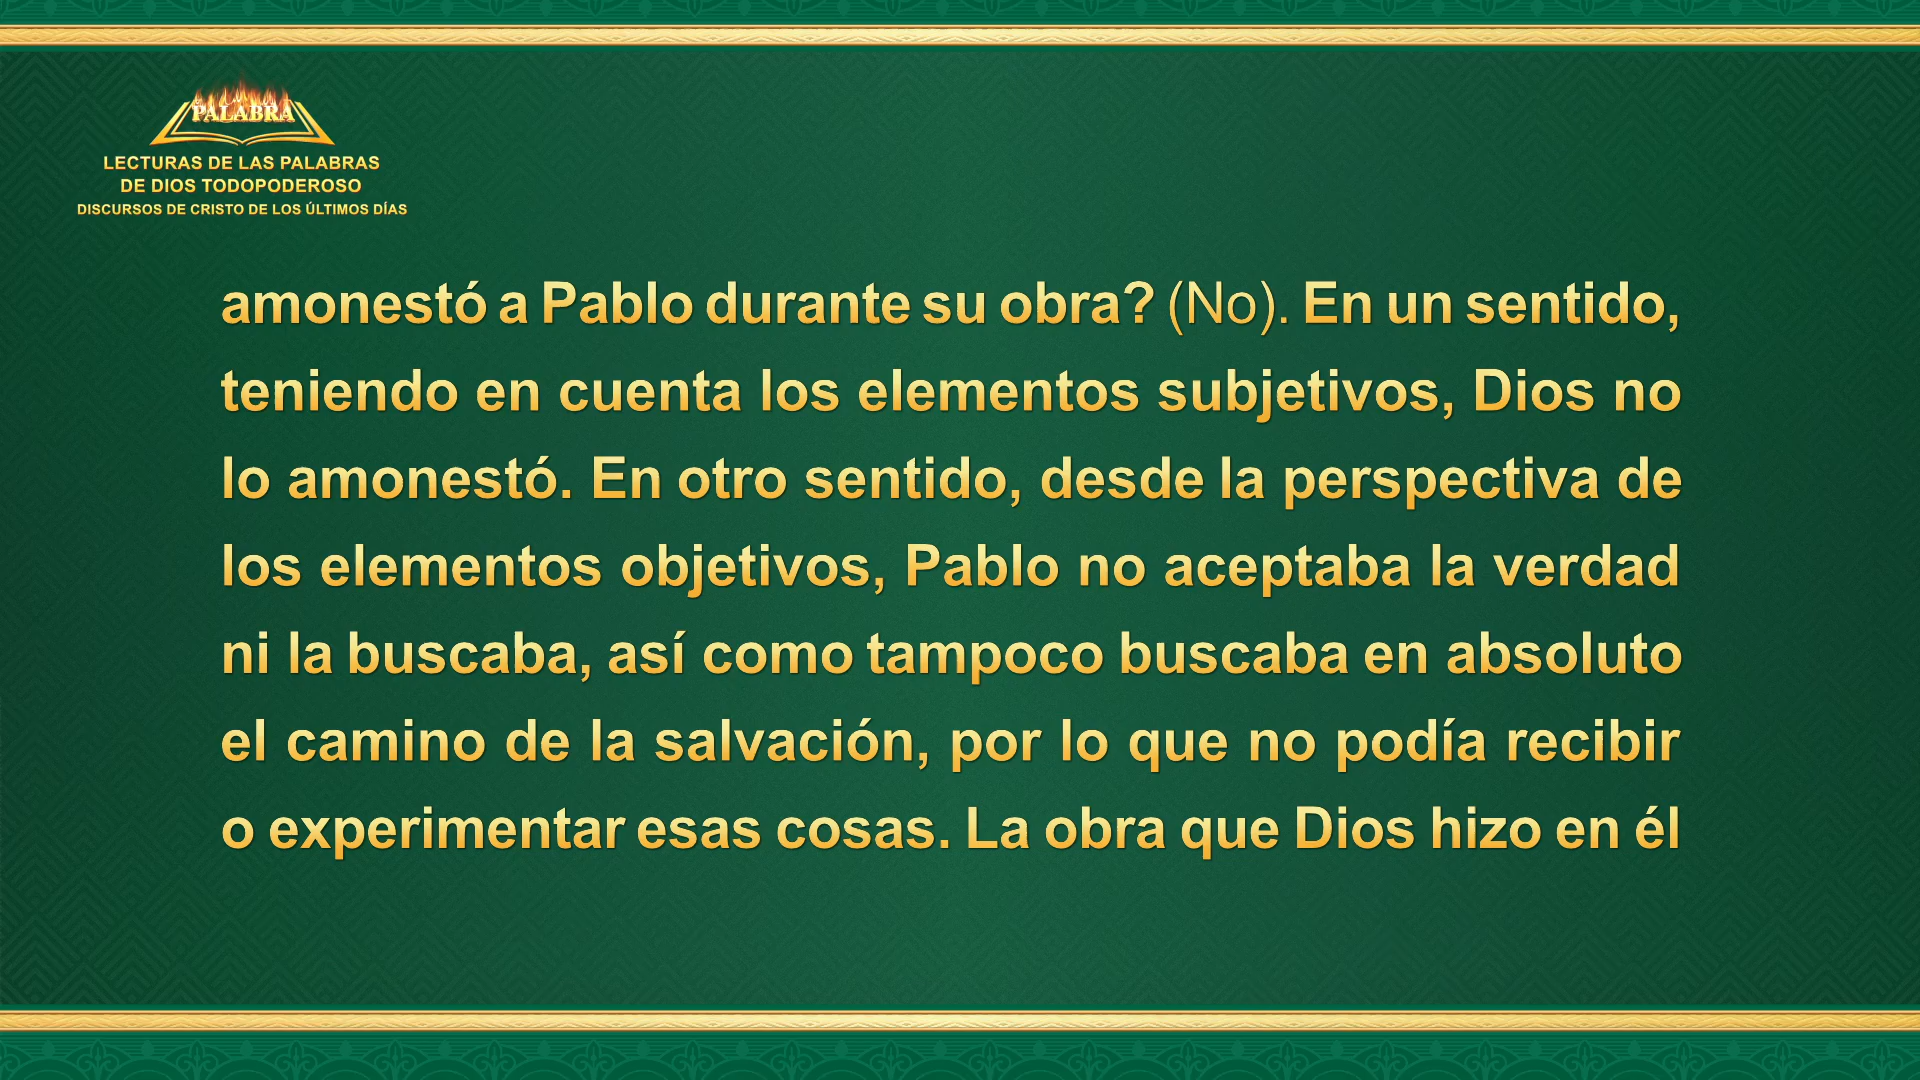 PALABRA
LECTURAS DE LAS PALABRAS
DE DIOS TODOPODEROSO
DISCURSOS DE CRISTO DE LOS ÚLTIMOS DÍAS
amonestó a Pablo durante su obra? (No). En un sentido,
teniendo en cuenta los elementos subjetivos, Dios no
lo amonestó. En otro sentido, desde la perspectiva de
los elementos objetivos, Pablo no aceptaba la verdad
ni la buscaba, así como tampoco buscaba en absoluto
el camino de la salvación, por lo que no podía recibir
o experimentar esas cosas. La obra que Dios hizo en él